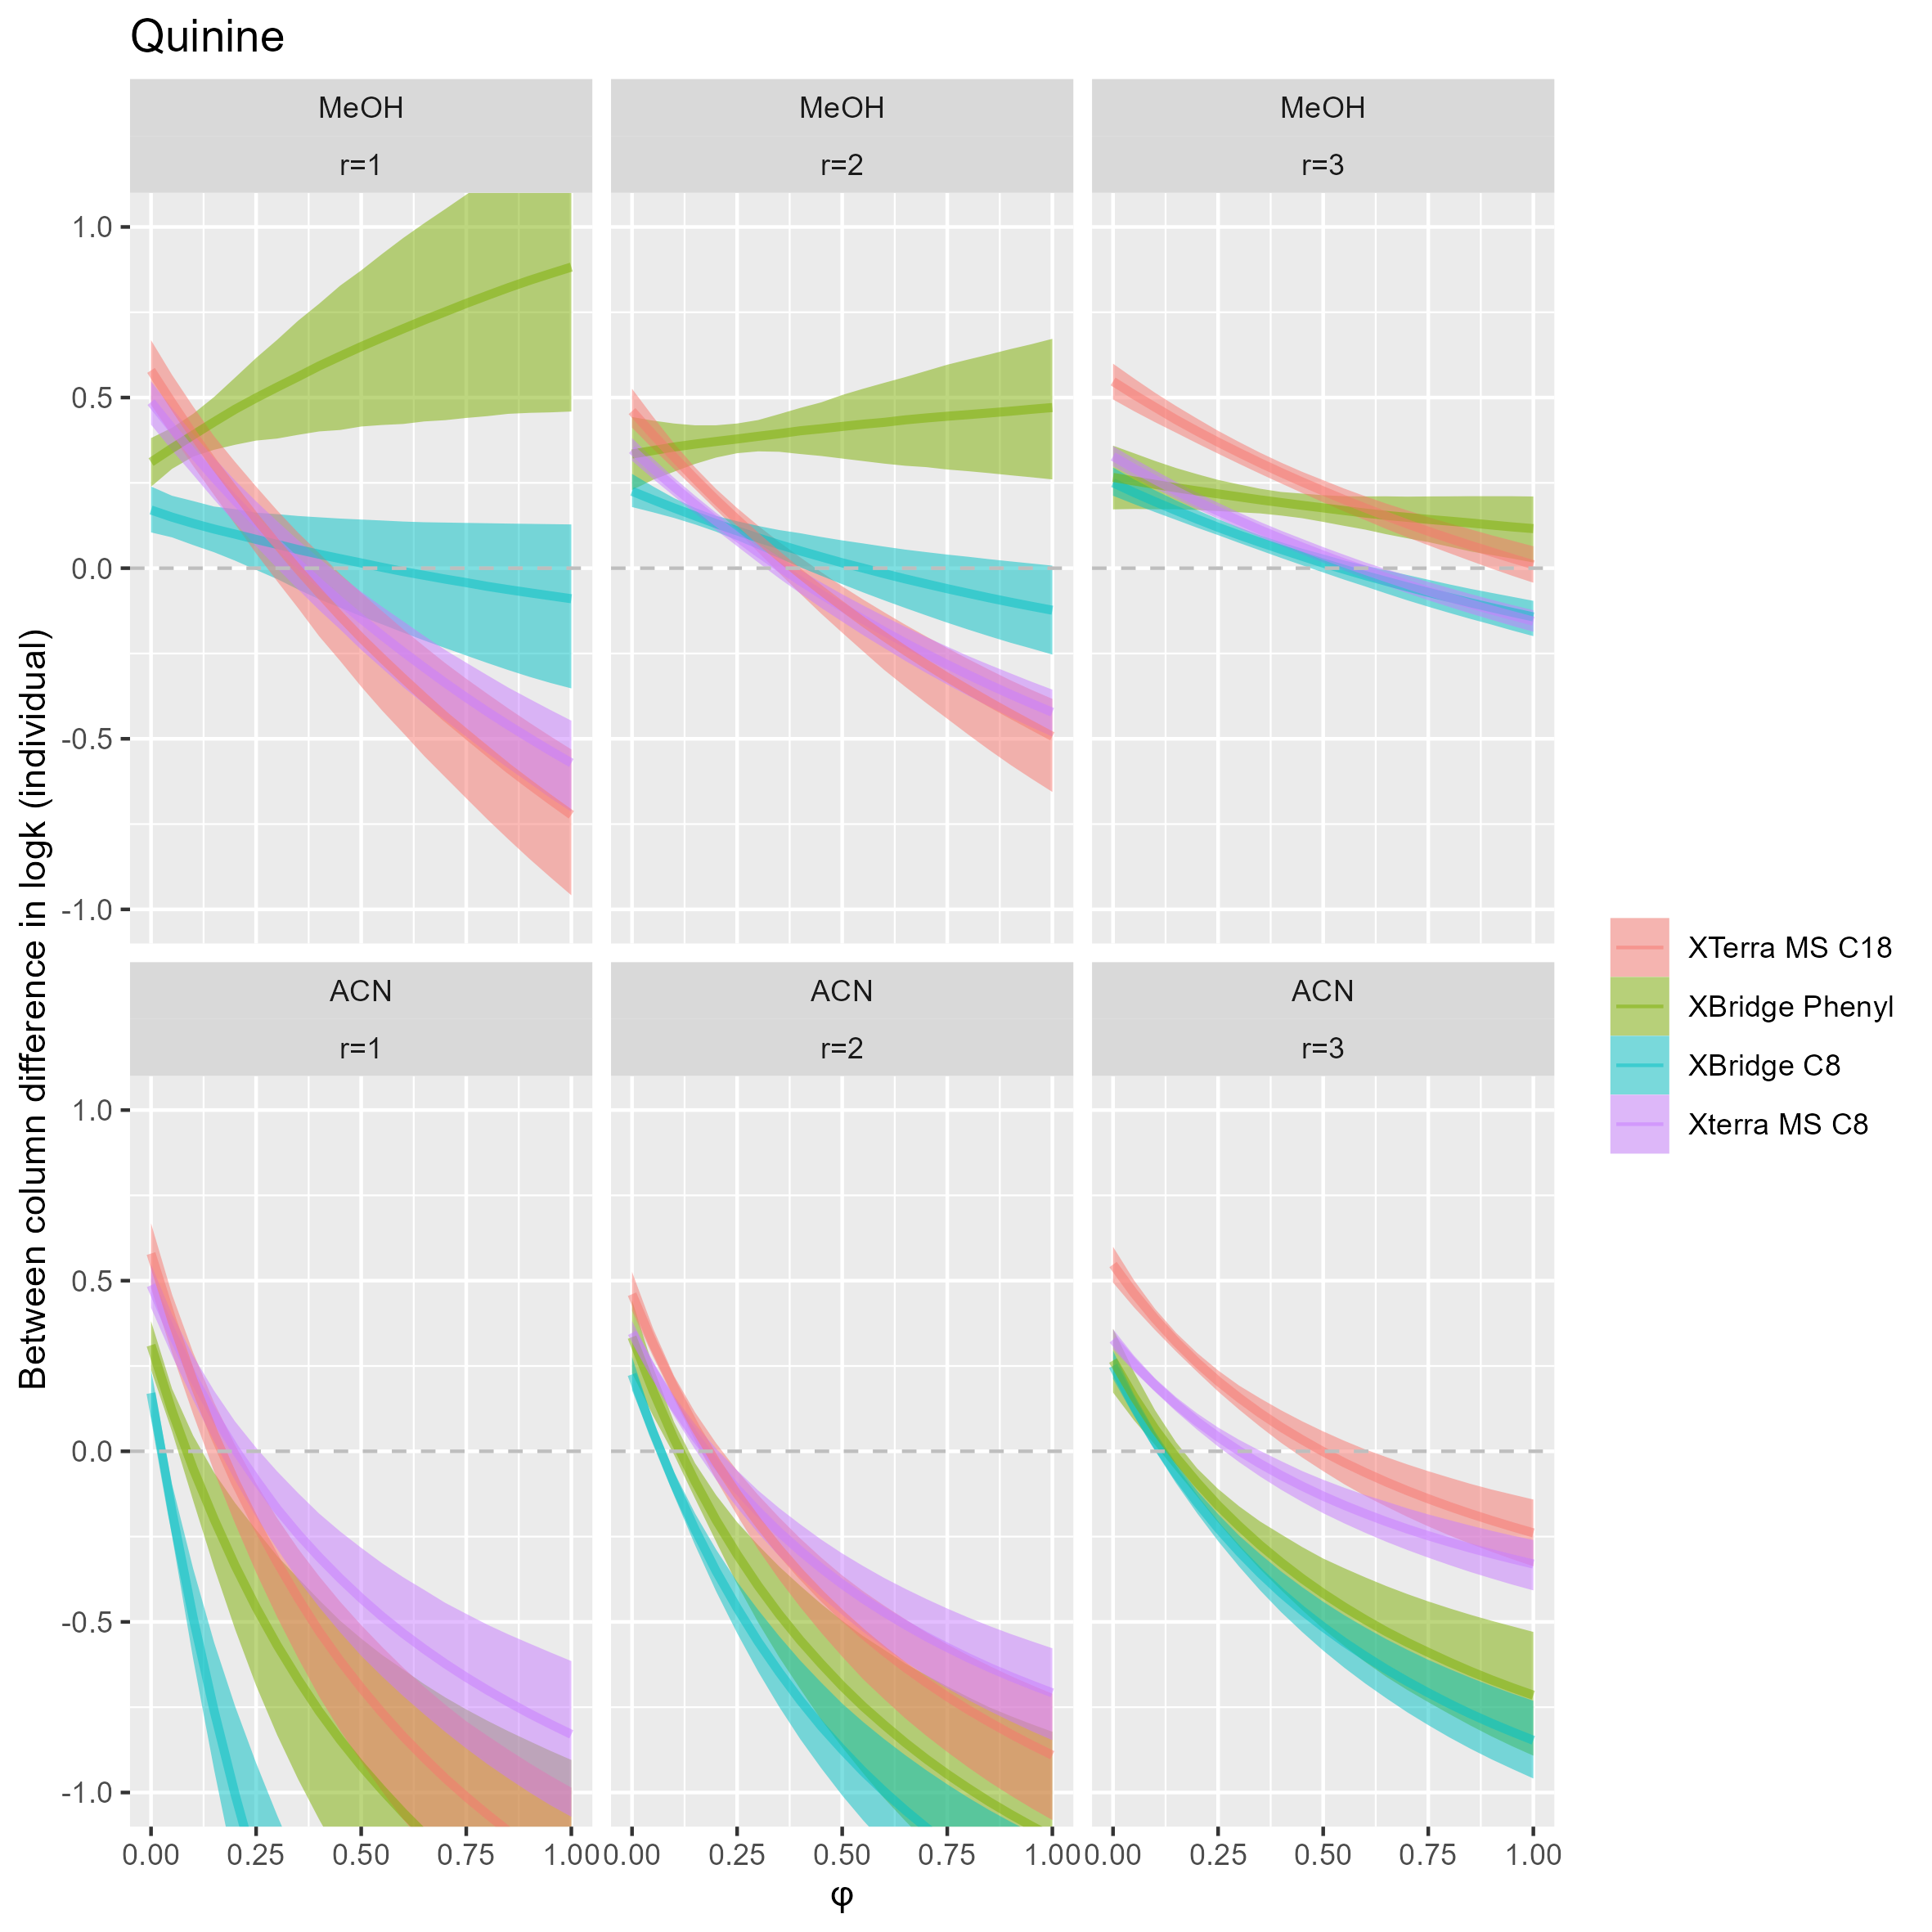 Quinine
MeOH
r=1
MeOH
r=2
MeOH
r=3
1.0
0.5
0.0
-0.5
-1.0
ACN
r=1
ACN
r=2
ACN
r=3
1.0
0.5
0.0
-0.5
-1.0
0.00 0.25 0.50 0.75 1.00
0.00 0.25 0.50 0.75 1.00
0.00 0.25 0.50 0.75 1.00
φ
Between column difference in logk (individual)
XTerra MS C18
XBridge Phenyl
XBridge C8
Xterra MS C8